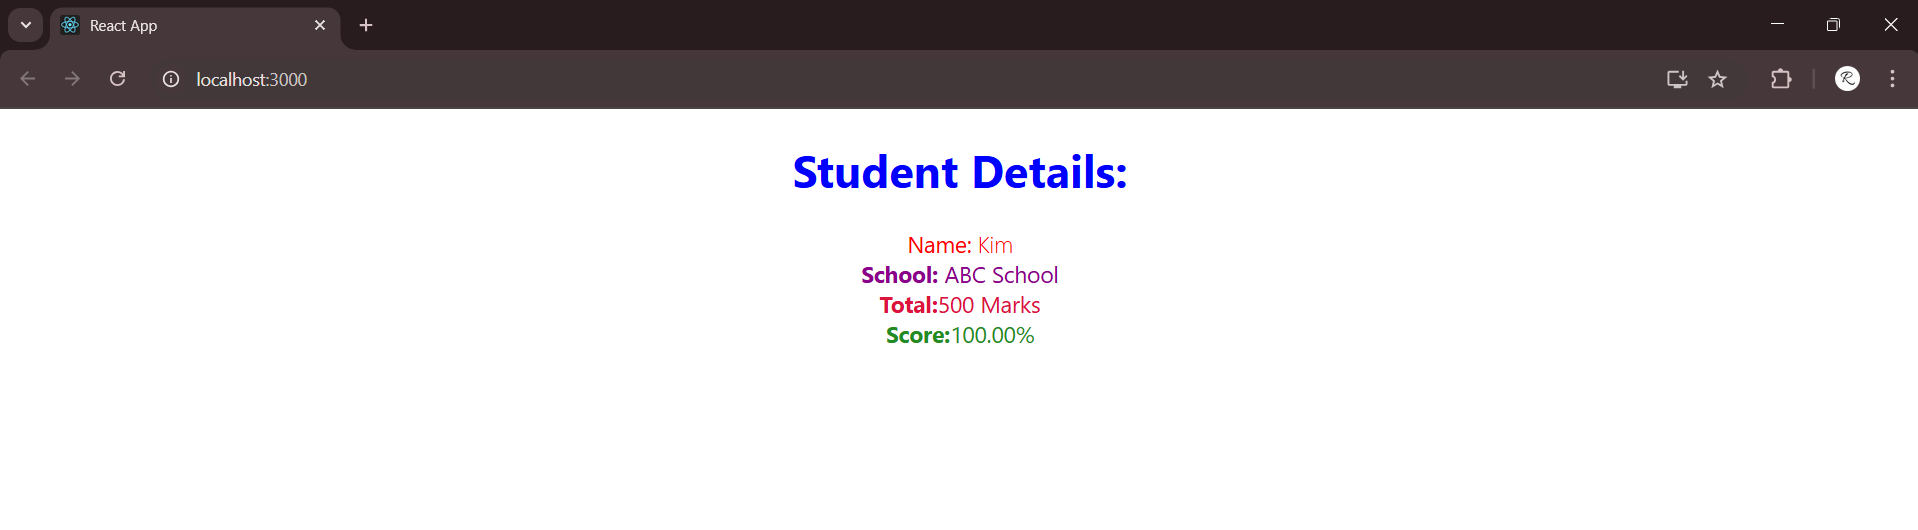 React App
localhost:3000
R
Student Details:
Name: Kim
School: ABC School
Total:500 Marks
Score:100.00%